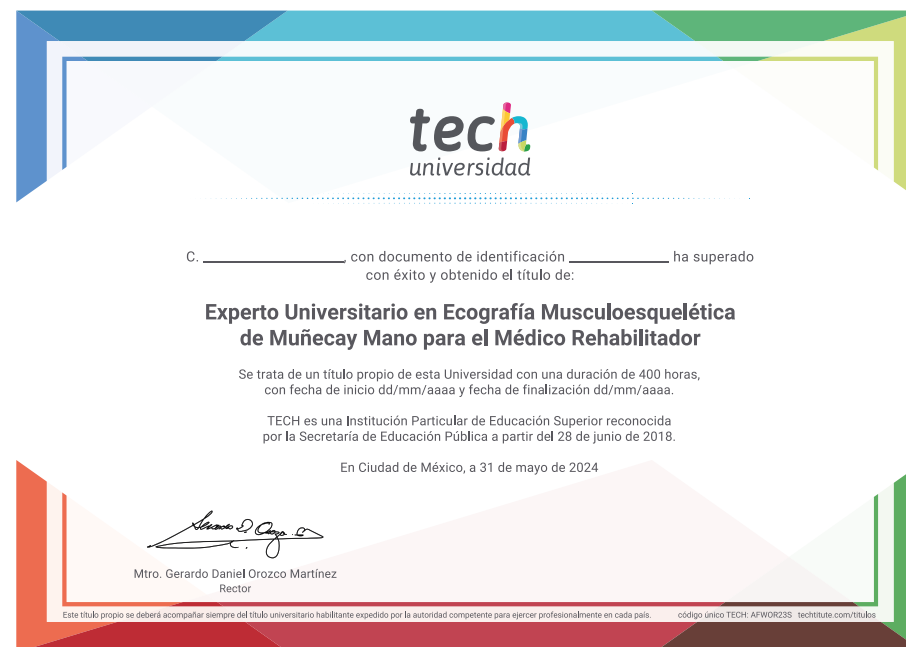 tech
universidad
C. ____________, con documento de identificación ____________ ha superado
con éxito y obtenido el título de:
Experto Universitario en Ecografía Musculoesquelética
de Muñecay Mano para el Médico Rehabilitador
Se trata de un título propio de esta Universidad con una duración de 400 horas,
con fecha de inicio dd/mm/aaaa y fecha de finalización dd/mm/aaaa.
TECH es una Institución Particular de Educación Superior reconocida
por la Secretaría de Educación Pública a partir del 28 de junio de 2018.
En Ciudad de México, a 31 de mayo de 2024
Mtro. Gerardo Daniel Orozco Martínez
Rector
Este título propio se deberá acompañar siempre del título universitario habilitante expedido por la autoridad competente para ejercer profesionalmente en cada país. código único TECH: AFWOR23S techtitute.com/titulos